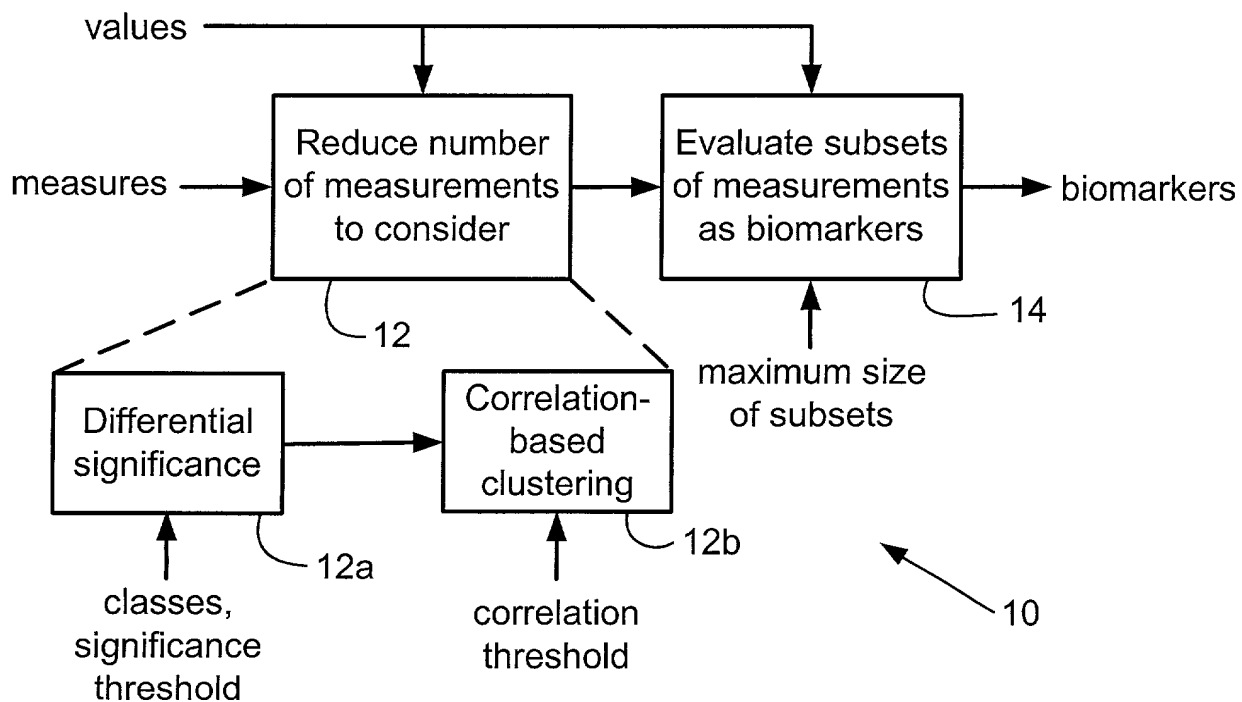 values
Reduce number
of measurements
to consider
Evaluate subsets
of measurements
as biomarkers
measures
biomarkers
12
14
maximum size
of subsets
Differential
significance
Correlation-
based
clustering
12a
12b
classes,
significance
threshold
correlation
threshold
10